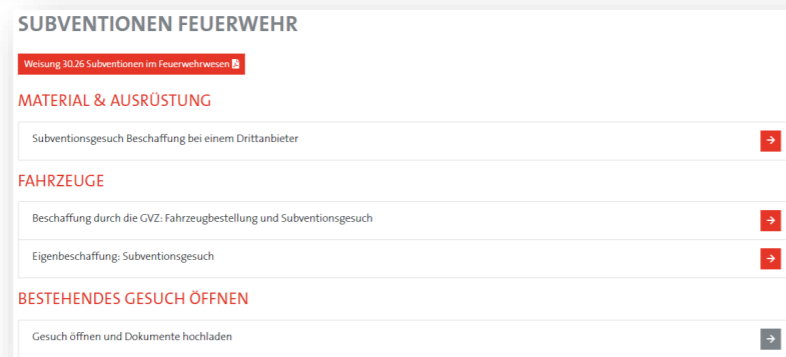 SUBVENTIONEN FEUERWEHR
Weisung 30.26 Subventionen im Feuerwehrwesen
MATERIAL & AUSRÜSTUNG
Subventionsgesuch Beschaffung bei einem Drittanbieter
FAHRZEUGE
Beschaffung durch die GVZ: Fahrzeugbestellung und Subventionsgesuch
Eigenbeschaffung: Subventionsgesuch
BESTEHENDES GESUCH ÖFFNEN
Gesuch öffnen und Dokumente hochladen